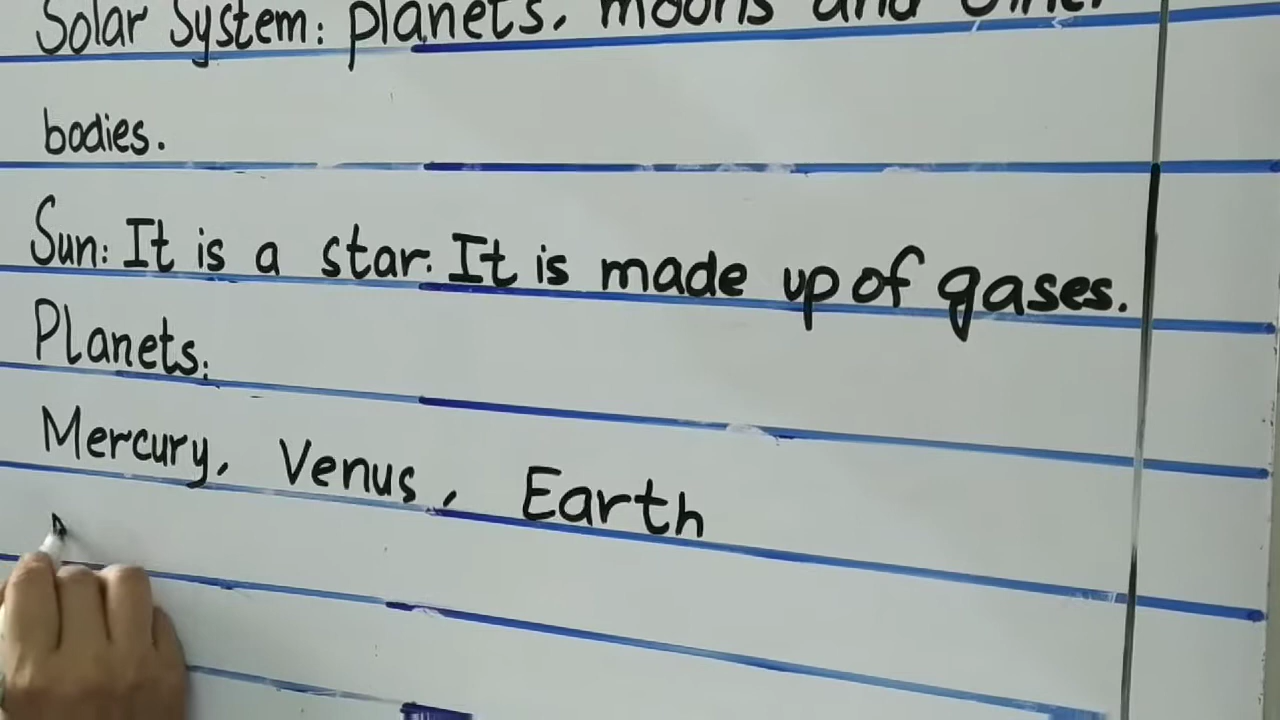 Solar System: planets, moons and other
bodies.
Sun: It is a star. It is made up of gases.
Planets:
Mercury, Venus, Earth